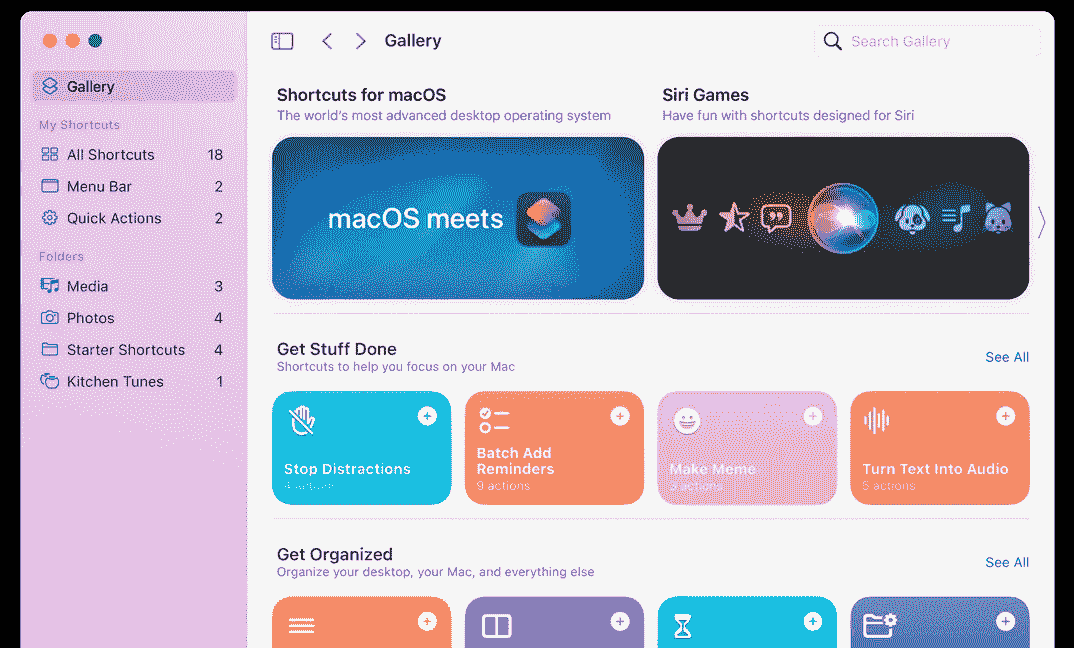 Gallery
Search Gallery
Gallery
My Shortcuts
All Shortcuts 18
Menu Bar 2
Quick Actions 2
Folders
Media 3
Photos 4
Starter Shortcuts 4
Kitchen Tunes 1
Shortcuts for macOS
The world's most advanced desktop operating system
macOS meets
Siri Games
Have fun with shortcuts designed for Siri
Get Stuff Done
See All
Shortcuts to help you focus on your Mac
Stop Distractions
4 actions
Batch Add
Reminders
9 actions
Make Meme
actions
Turn Text Into Audio
5 actions
Get Organized
See All
Organize your desktop, your Mac, and everything else